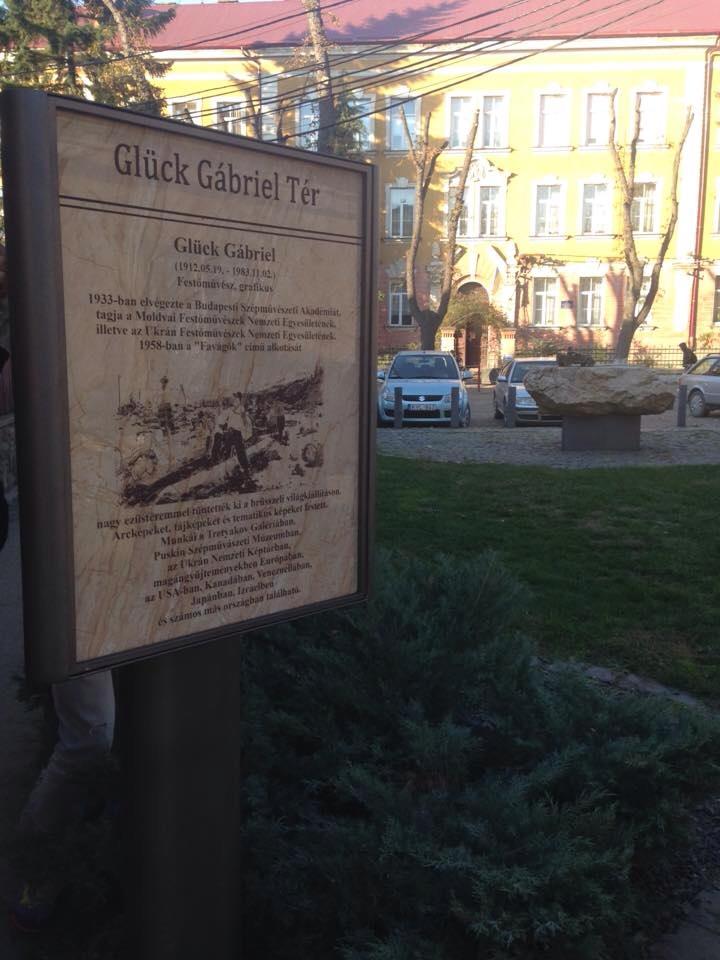 Glück Gábriel Tér
Glück Gábriel
(1912.05.19. - 1983.11.02.)
Festőművész, grafikus
1933-ban elvégezte a Budapesti Szépművészeti Akadémiát,
tagja a Moldvai Festőművészek Nemzeti Egyesületének,
illetve az Ukrán Festőművészek Nemzeti Egyesületének.
1958-ban a "Favágók" című alkotását
nagy ezüstéremmel tüntették ki a brüsszeli világkiállításon.
Arcképeket, tájképeket és tematikus képeket festett.
Munkái a Tretyakov Galériában,
Puskin Szépművészeti Múzeumban,
az Ukrán Nemzeti Képtárban,
magángyűjteményekben Európában,
az USA-ban, Kanadában, Venezuelában,
Japánban, Izraelben
és számos más országban található.